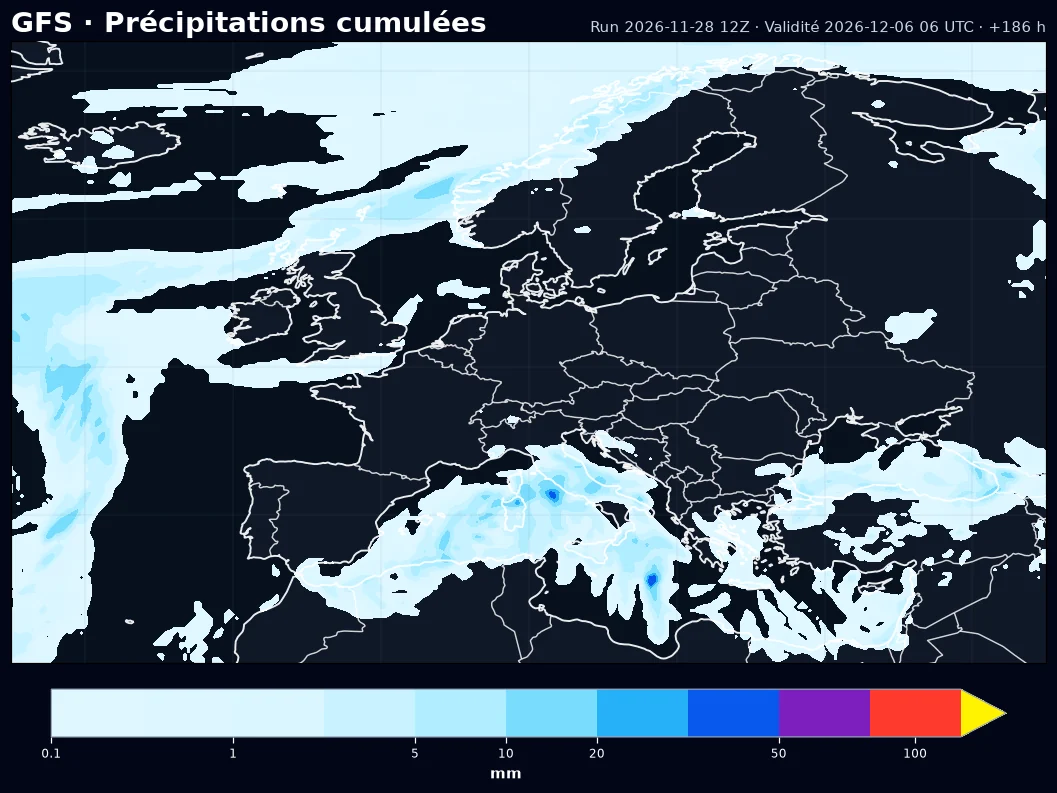 GFS · Précipitations cumulées
Run 2026-11-28 12Z · Validité 2026-12-06 06 UTC · +186 h
0.1 1 5 10 20 50 100
mm